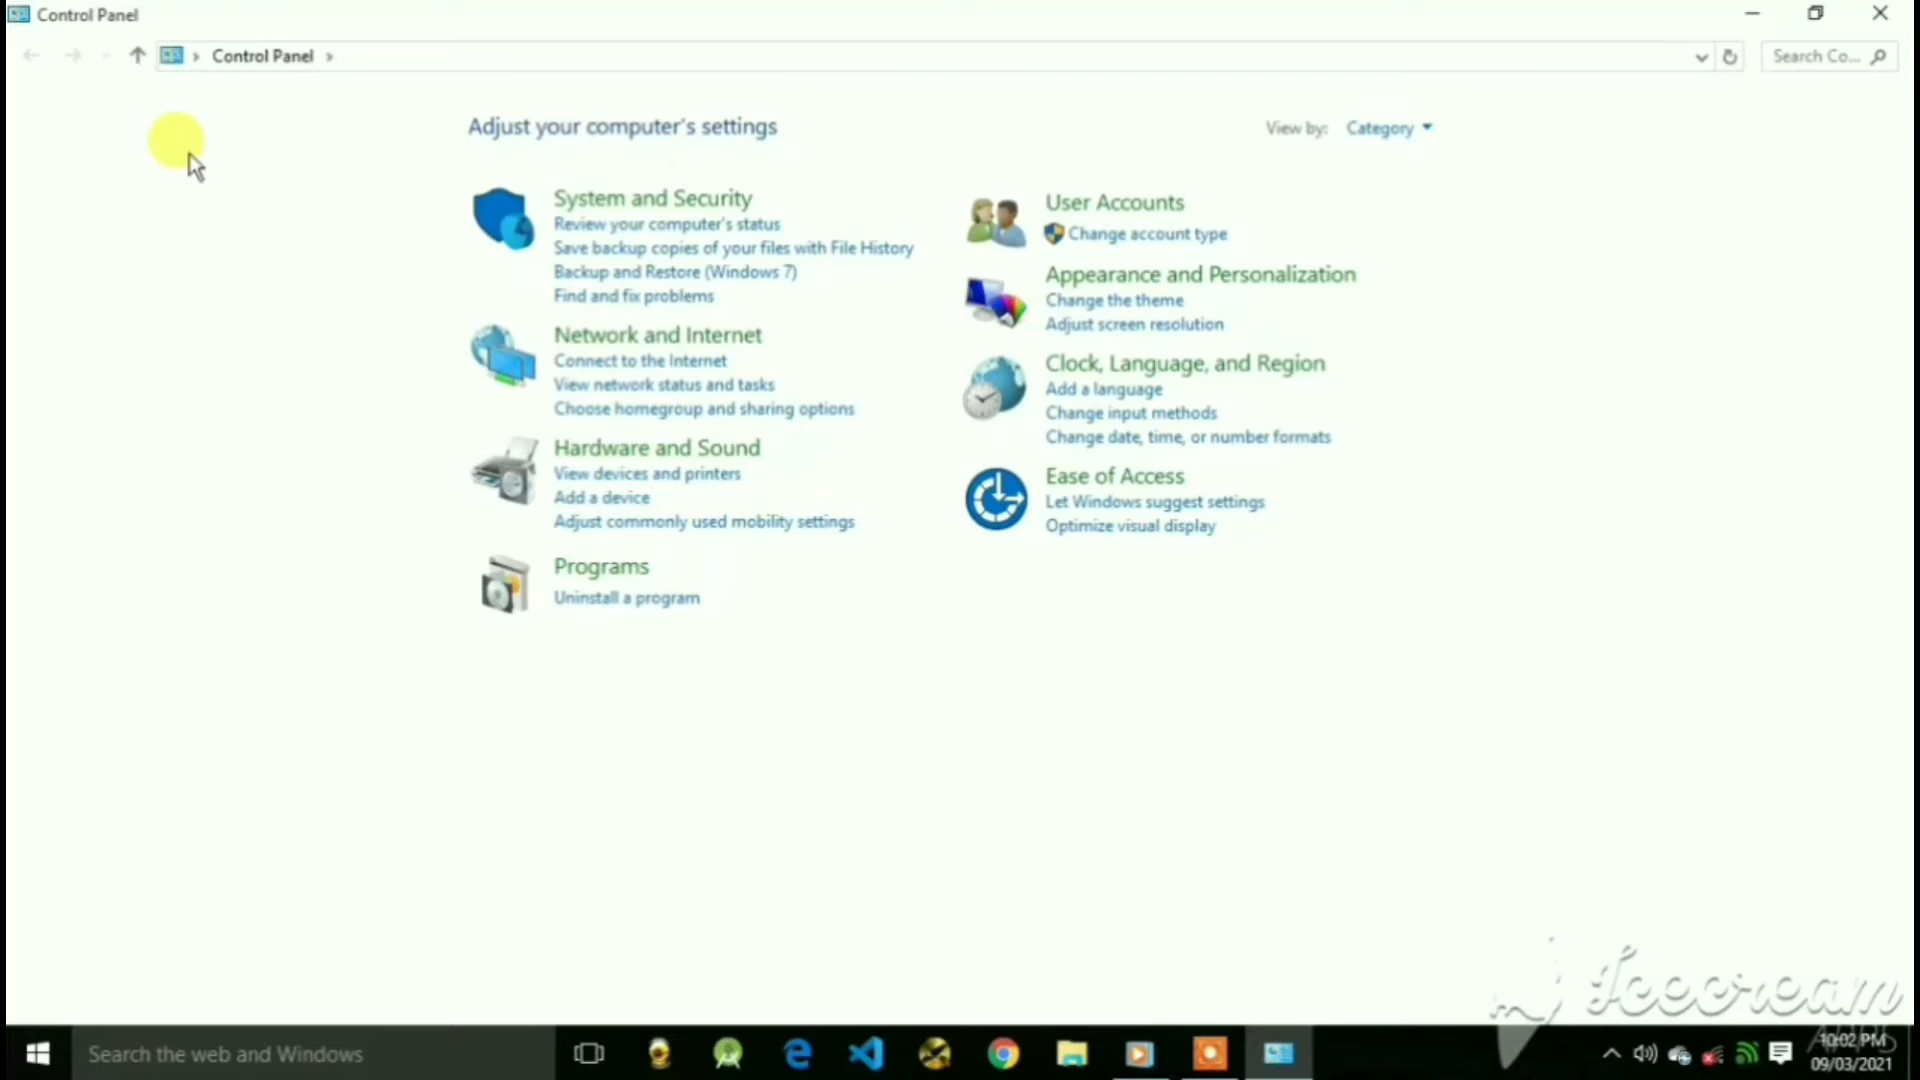 Control Panel
Control Panel
Search Co...
Adjust your computer's settings
View by: Category
System and Security
Review your computer's status
Save backup copies of your files with File History
Backup and Restore (Windows 7)
Find and fix problems
Network and Internet
Connect to the Internet
View network status and tasks
Choose homegroup and sharing options
Hardware and Sound
View devices and printers
Add a device
Adjust commonly used mobility settings
Programs
Uninstall a program
User Accounts
Change account type
Appearance and Personalization
Change the theme
Adjust screen resolution
Clock, Language, and Region
Add a language
Change input methods
Change date, time, or number formats
Ease of Access
Let Windows suggest settings
Optimize visual display
Icecream
APPS
Search the web and Windows
10:02 PM
09/03/2021